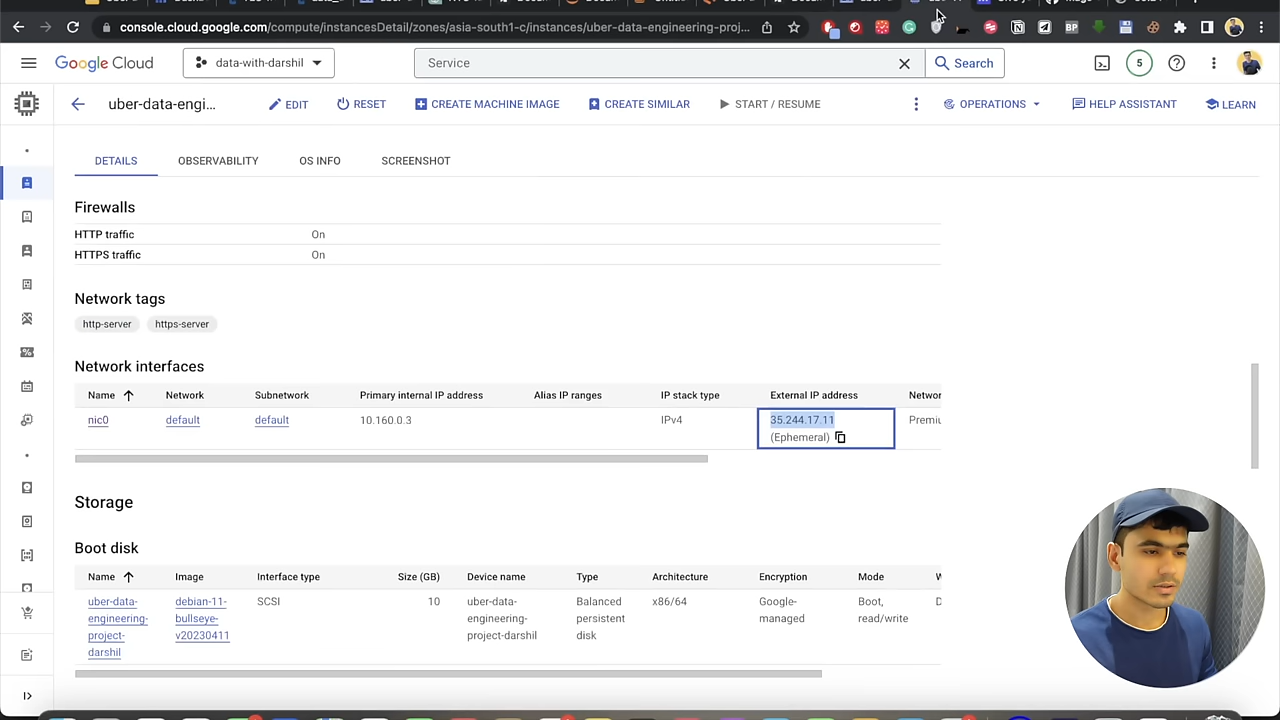 console.cloud.google.com/compute/instancesDetail/zones/asia-south1-c/instances/uber-data-engineering-proj...
Google Cloud
data-with-darshil
Service
Search
5
uber-data-engi...
EDIT
RESET
CREATE MACHINE IMAGE
CREATE SIMILAR
START / RESUME
OPERATIONS
HELP ASSISTANT
LEARN
DETAILS
OBSERVABILITY
OS INFO
SCREENSHOT
Firewalls
HTTP traffic On
HTTPS traffic On
Network tags
http-server https-server
Network interfaces
Name Network Subnetwork Primary internal IP address Alias IP ranges IP stack type External IP address Networ
nic0 default default 10.160.0.3 IPv4 35.244.17.11 Premiu
(Ephemeral)
Storage
Boot disk
Name Image Interface type Size (GB) Device name Type Architecture Encryption Mode W
uber-data- debian-11- SCSI 10 uber-data- Balanced x86/64 Google- Boot, D
engineering- bullseye- engineering- persistent managed read/write
project- v20230411 project-darshil disk
darshil